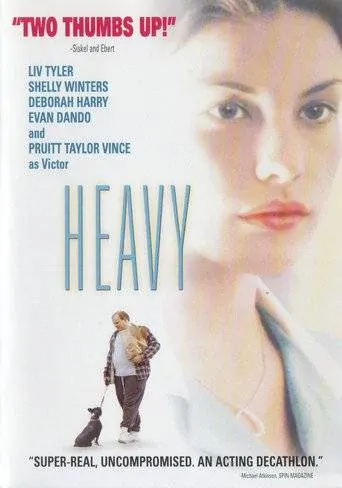 "TWO THUMBS UP!"
-Siskel and Ebert
LIV TYLER
SHELLY WINTERS
DEBORAH HARRY
EVAN DANDO
and
PRUITT TAYLOR VINCE
as Victor
HEAVY
"SUPER-REAL, UNCOMPROMISED. AN ACTING DECATHLON."
-Michael Atkinson, SPIN MAGAZINE